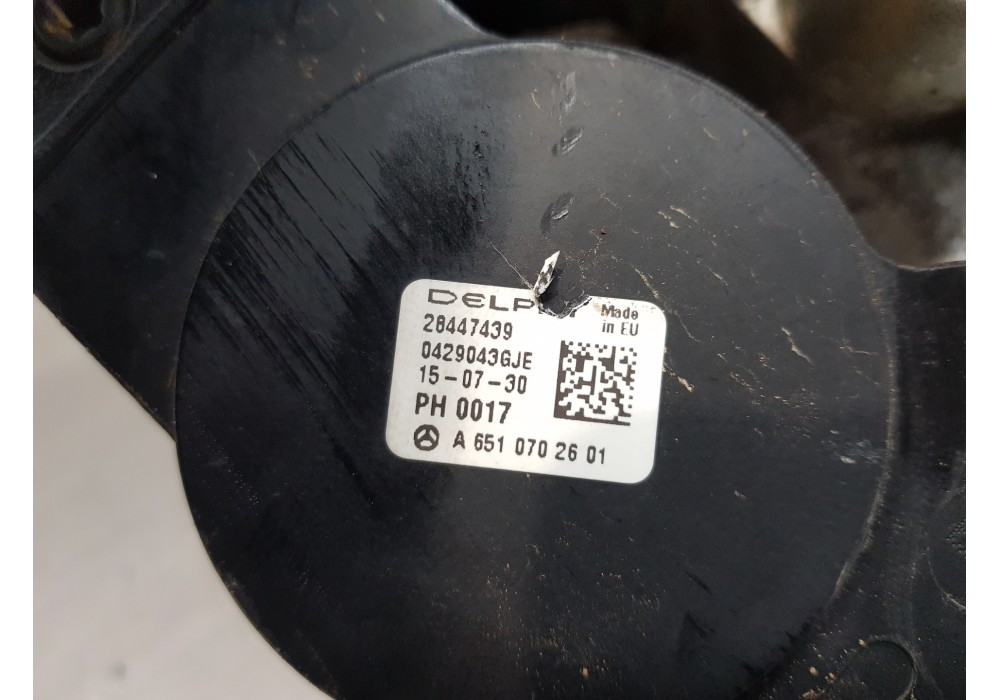 Made
in EU
28447439
0429043GJE
15-07-30
PH 0017
A 651 070 26 01